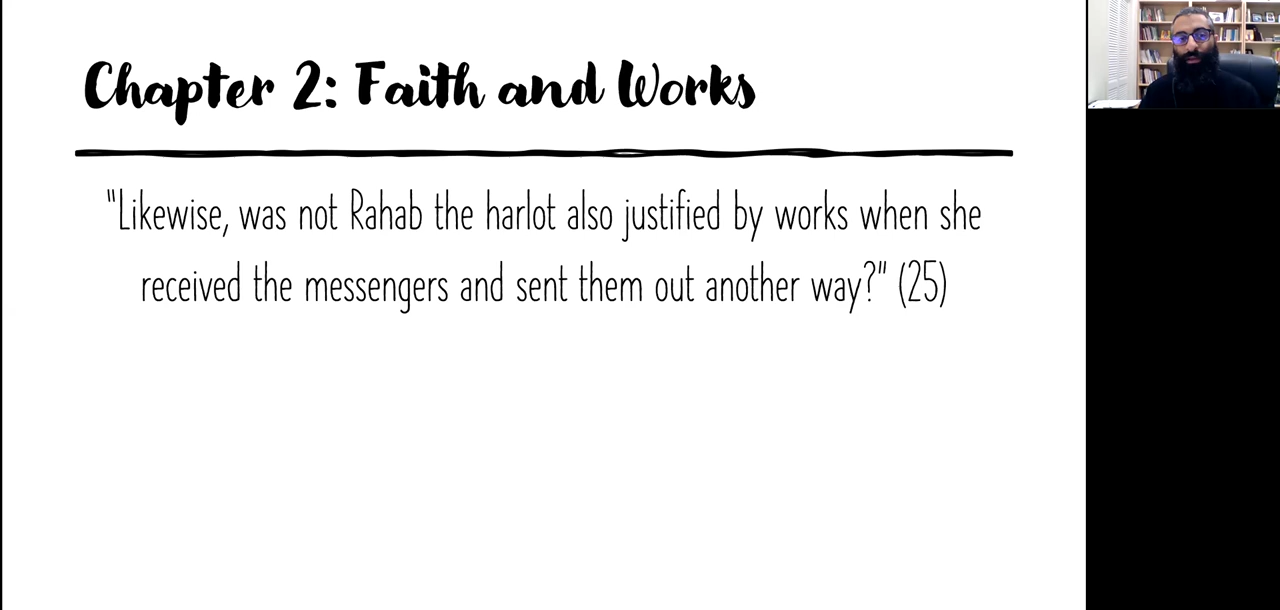 Chapter 2: Faith and Works
"Likewise, was not Rahab the harlot also justified by works when she
received the messengers and sent them out another way?" (25)